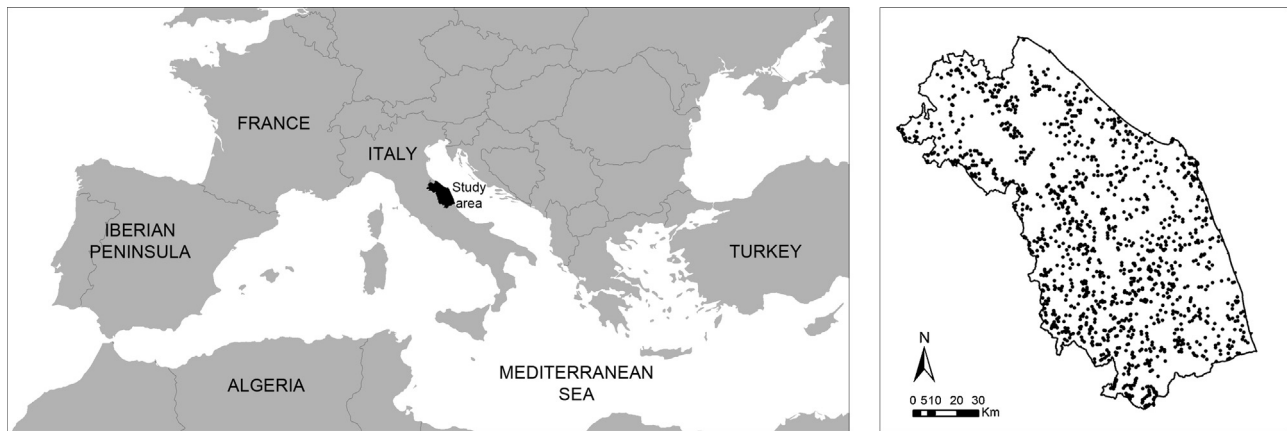 FRANCE
ITALY
Study
area
IBERIAN
PENINSULA
TURKEY
ALGERIA
MEDITERRANEAN
SEA
N
0 510 20 30
Km